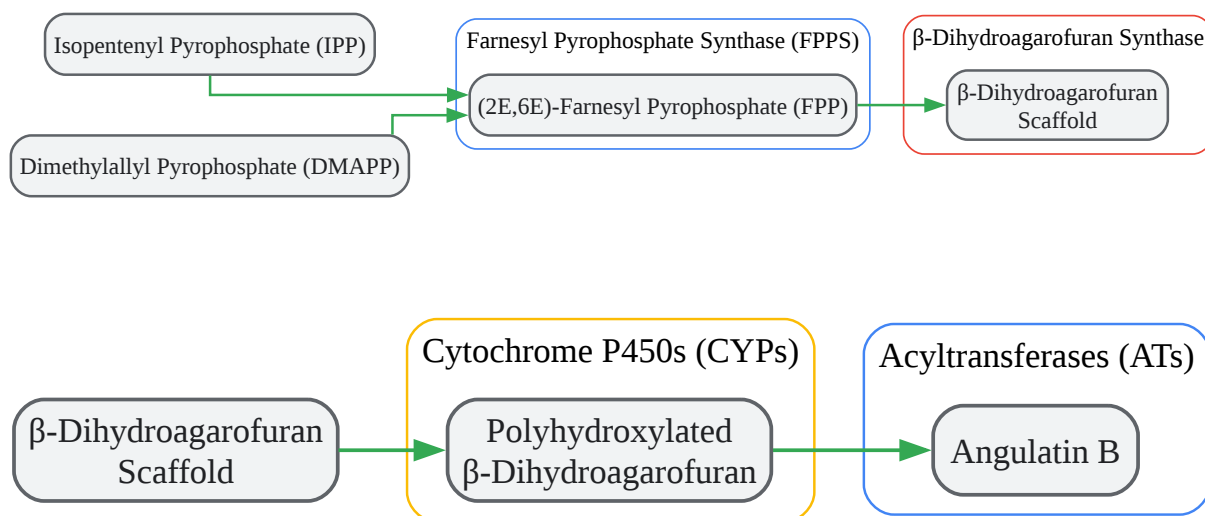 Isopentenyl Pyrophosphate (IPP)
Farnesyl Pyrophosphate Synthase (FPPS)
β-Dihydroagarofuran Synthase
(2E,6E)-Farnesyl Pyrophosphate (FPP)
β-Dihydroagarofuran
Scaffold
Dimethylallyl Pyrophosphate (DMAPP)
Cytochrome P450s (CYPs)
Acyltransferases (ATs)
β-Dihydroagarofuran
Scaffold
Polyhydroxylated
β-Dihydroagarofuran
Angulatin B